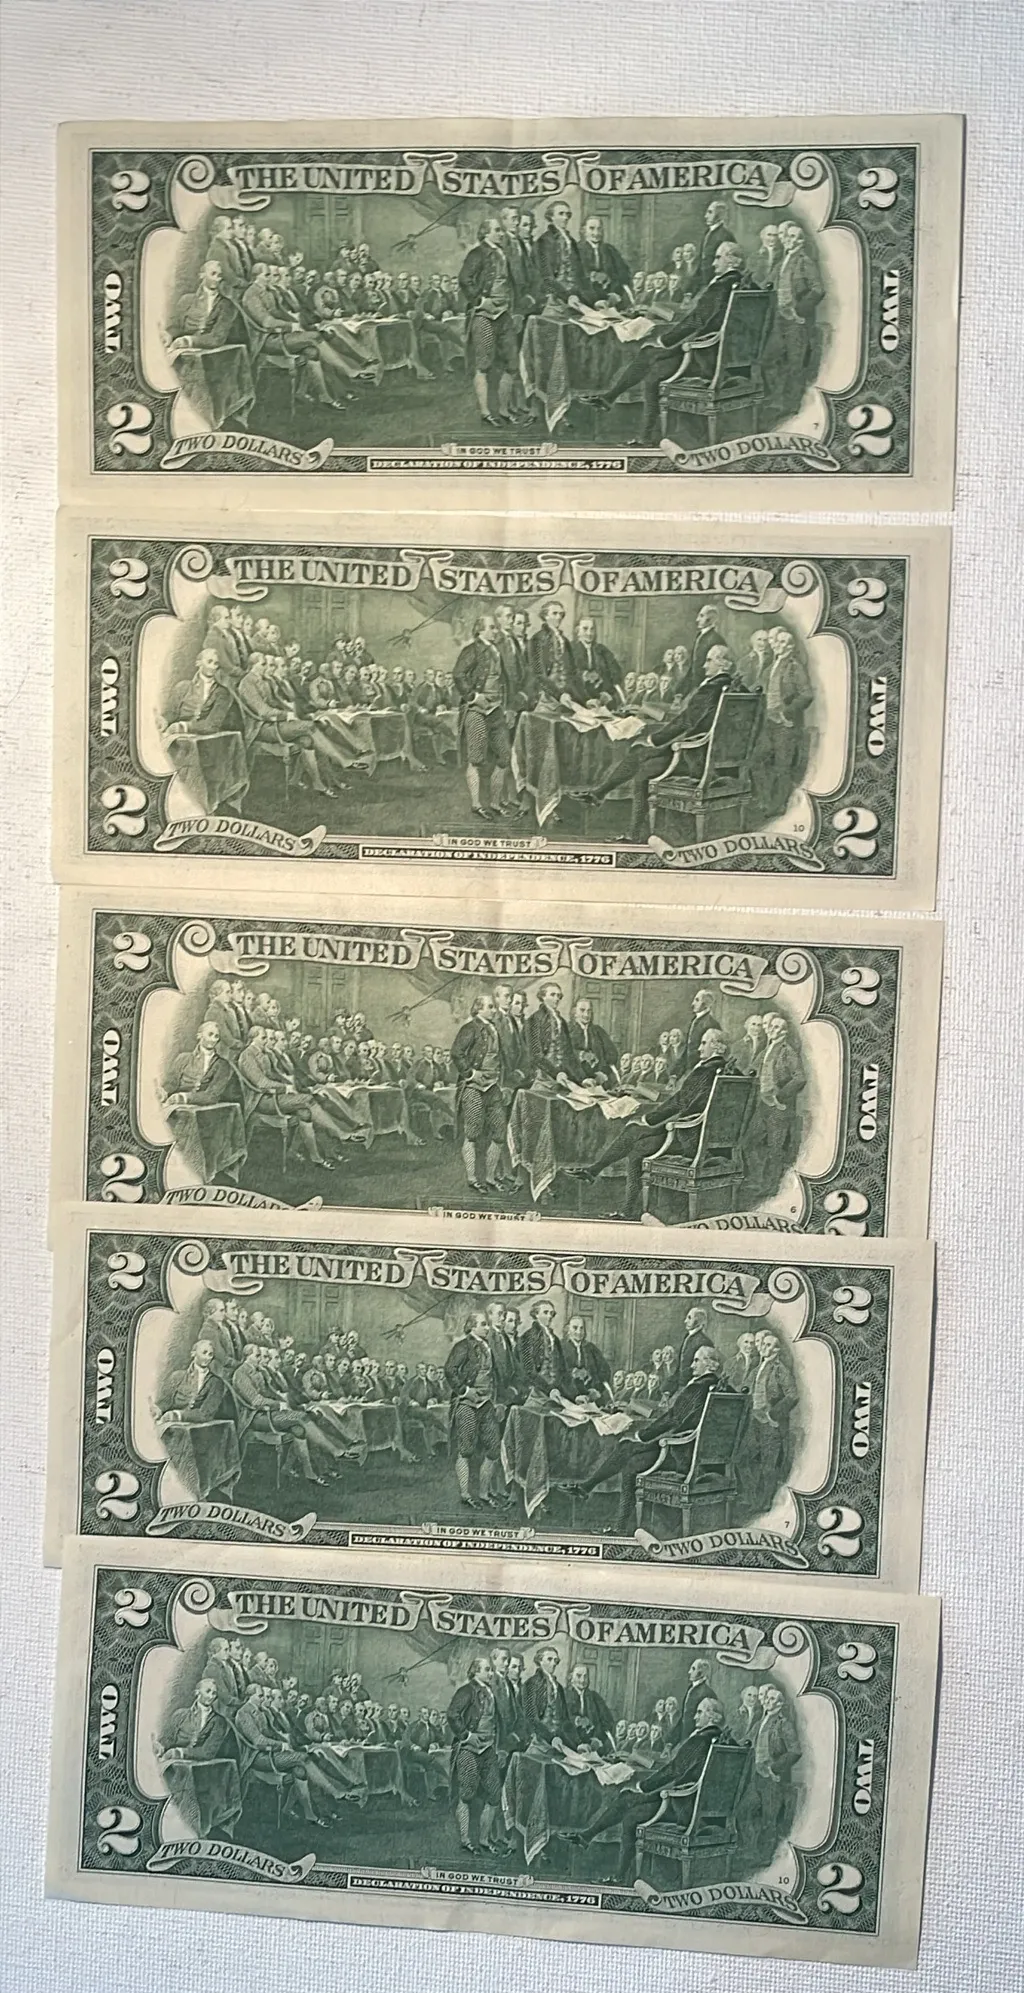 2 THE UNITED STATES OF AMERICA 2
TWO TWO
7
2 TWO DOLLARS IN GOD WE TRUST TWO DOLLARS 2
DECLARATION OF INDEPENDENCE, 1776
2 THE UNITED STATES OF AMERICA 2
TWO TWO
10
2 TWO DOLLARS IN GOD WE TRUST TWO DOLLARS 2
DECLARATION OF INDEPENDENCE, 1776
2 THE UNITED STATES OF AMERICA 2
TWO TWO
6
2 TWO DOLLARS IN GOD WE TRUST TWO DOLLARS 2
2 THE UNITED STATES OF AMERICA 2
TWO TWO
7
2 TWO DOLLARS IN GOD WE TRUST TWO DOLLARS 2
DECLARATION OF INDEPENDENCE, 1776
2 THE UNITED STATES OF AMERICA 2
TWO TWO
10
2 TWO DOLLARS IN GOD WE TRUST TWO DOLLARS 2
DECLARATION OF INDEPENDENCE, 1776